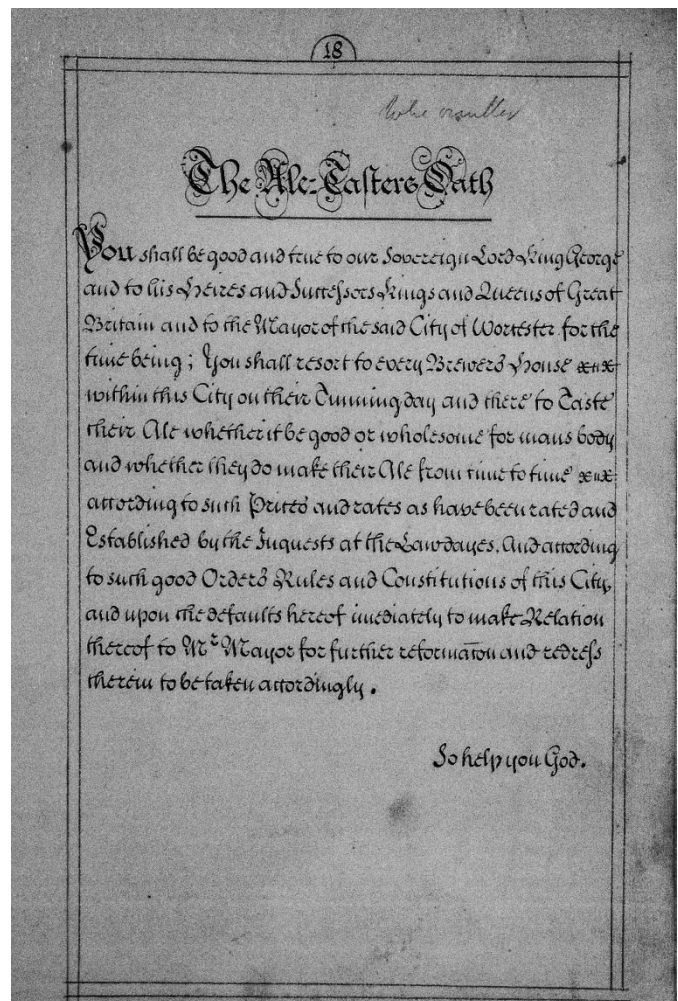 18
The Ale=Tasters Oath
You shall be good and true to our Sovereign Lord King George
and to his Heires and Successors Kings and Queens of Great
Britain and to the Mayor of the said City of Worcester for the
time being; You shall resort to every Brewers House
within this City on their Tunning day and there to Taste
their Ale whether it be good or wholesome for mans body
and whether they do make their Ale from time to time
according to such Prices and rates as have been rated and
Established by the Inquests at the Lawdayes. And according
to such good Orders Rules and Constitutions of this City,
and upon the defaults hereof imediately to make Relation
thereof to Mr Mayor for further reformacōn and redress
therein to be taken accordingly.
So help you God.